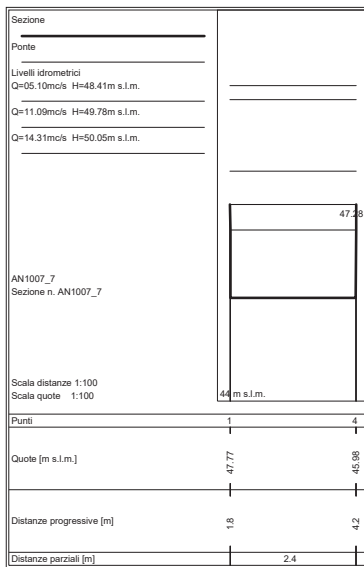 Sezione
Ponte
Livelli idrometrici
Q=05.10mc/s H=48.41m s.l.m.
Q=11.09mc/s H=49.78m s.l.m.
Q=14.31mc/s H=50.05m s.l.m.
47.28
AN1007_7
Sezione n. AN1007_7
Scala distanze 1:100
Scala quote 1:100
44 m s.l.m.
Punti 1 4
Quote [m s.l.m.] 47.77 45.98
Distanze progressive [m] 1.8 4.2
Distanze parziali [m] 2.4